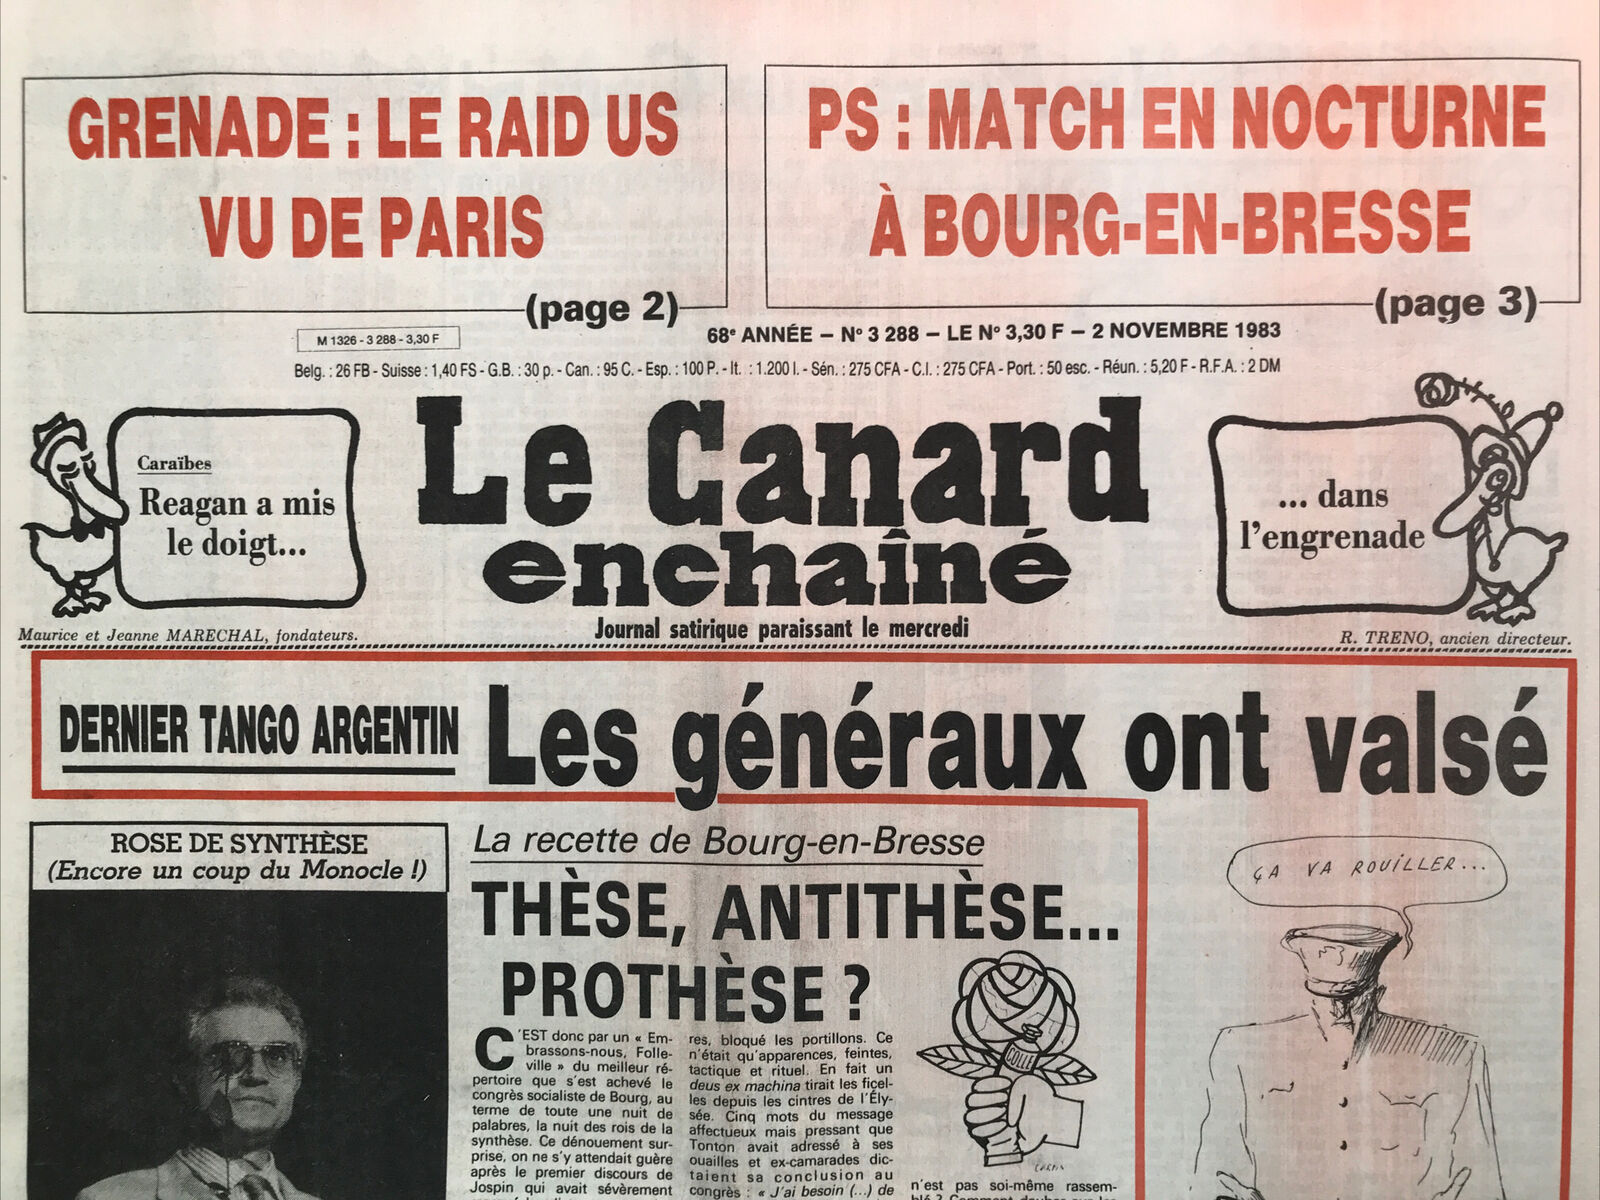 GRENADE : LE RAID US
VU DE PARIS
(page 2)
PS : MATCH EN NOCTURNE
À BOURG-EN-BRESSE
(page 3)
M 1326 - 3 288 - 3,30 F
68e ANNÉE – No 3 288 – LE No 3,30 F – 2 NOVEMBRE 1983
Belg. : 26 FB - Suisse : 1,40 FS - G.B. : 30 p. - Can. : 95 C. - Esp. : 100 P. - It. : 1.200 l. - Sén. : 275 CFA - C.I. : 275 CFA - Port. : 50 esc. - Réun. : 5,20 F - R.F.A. : 2 DM
Caraïbes
Reagan a mis
le doigt...
Le Canard
enchaîné
... dans
l'engrenade
Maurice et Jeanne MARECHAL, fondateurs.
Journal satirique paraissant le mercredi
R. TRENO, ancien directeur.
DERNIER TANGO ARGENTIN
Les généraux ont valsé
ROSE DE SYNTHÈSE
(Encore un coup du Monocle !)
La recette de Bourg-en-Bresse
THÈSE, ANTITHÈSE...
PROTHÈSE ?
C'EST donc par un « Em-
brassons-nous, Folle-
ville » du meilleur ré-
pertoire que s'est achevé le
congrès socialiste de Bourg, au
terme de toute une nuit de
palabres, la nuit des rois de la
synthèse. Ce dénouement sur-
prise, on ne s'y attendait guère
après le premier discours de
Jospin qui avait sévèrement
res, bloqué les portillons. Ce
n'était qu'apparences, feintes,
tactique et rituel. En fait un
deus ex machina tirait les ficel-
les depuis les cintres de l'Ély-
sée. Cinq mots du message
affectueux mais pressant que
Tonton avait adressé à ses
ouailles et ex-camarades dic-
taient sa conclusion au
congrès : « J'ai besoin (...) de
COLLE
n'est pas soi-même rassem-
ÇA VA ROUILLER...